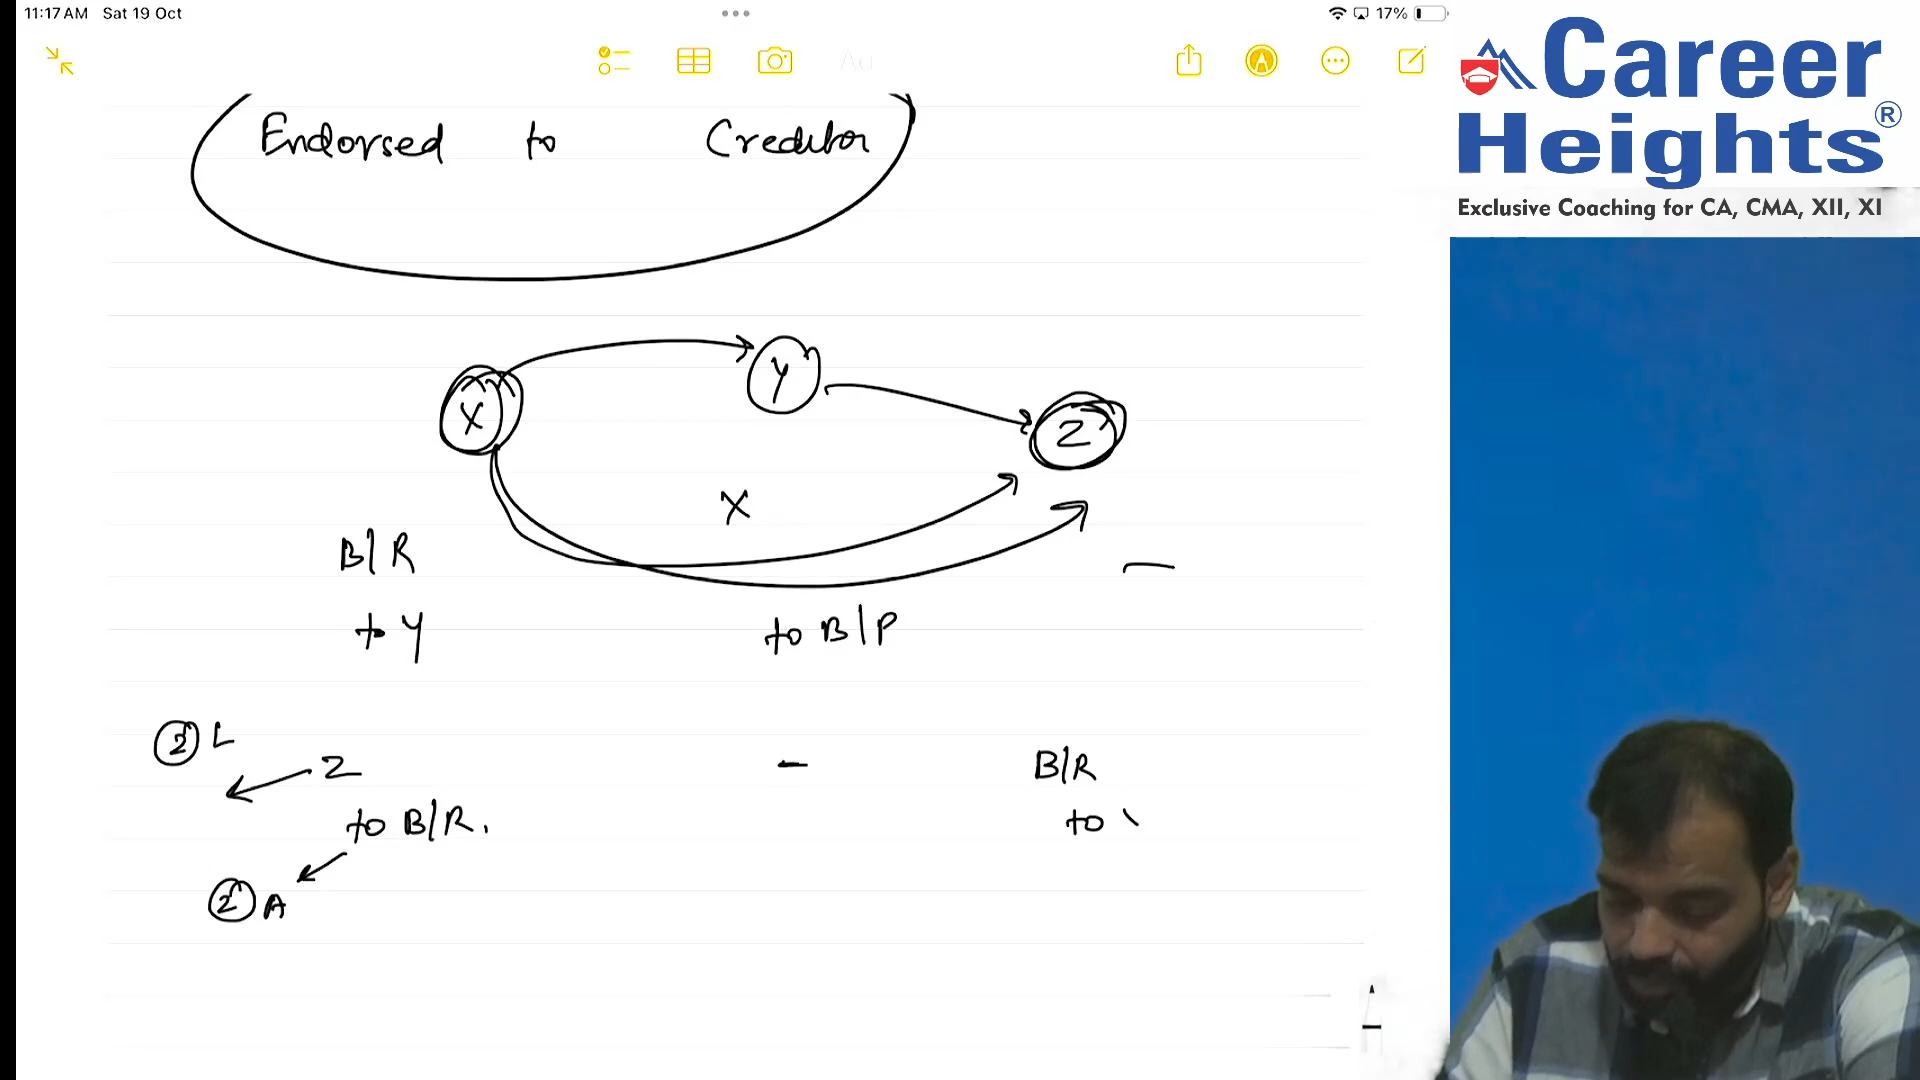 11:17 AM Sat 19 Oct
17%
Career
Heights®
Exclusive Coaching for CA, CMA, XII, XI
Endorsed to Creditor
X Y Z
X
B/R
to Y to B/P
2 L
Z - B/R
to B/R. to
2 A